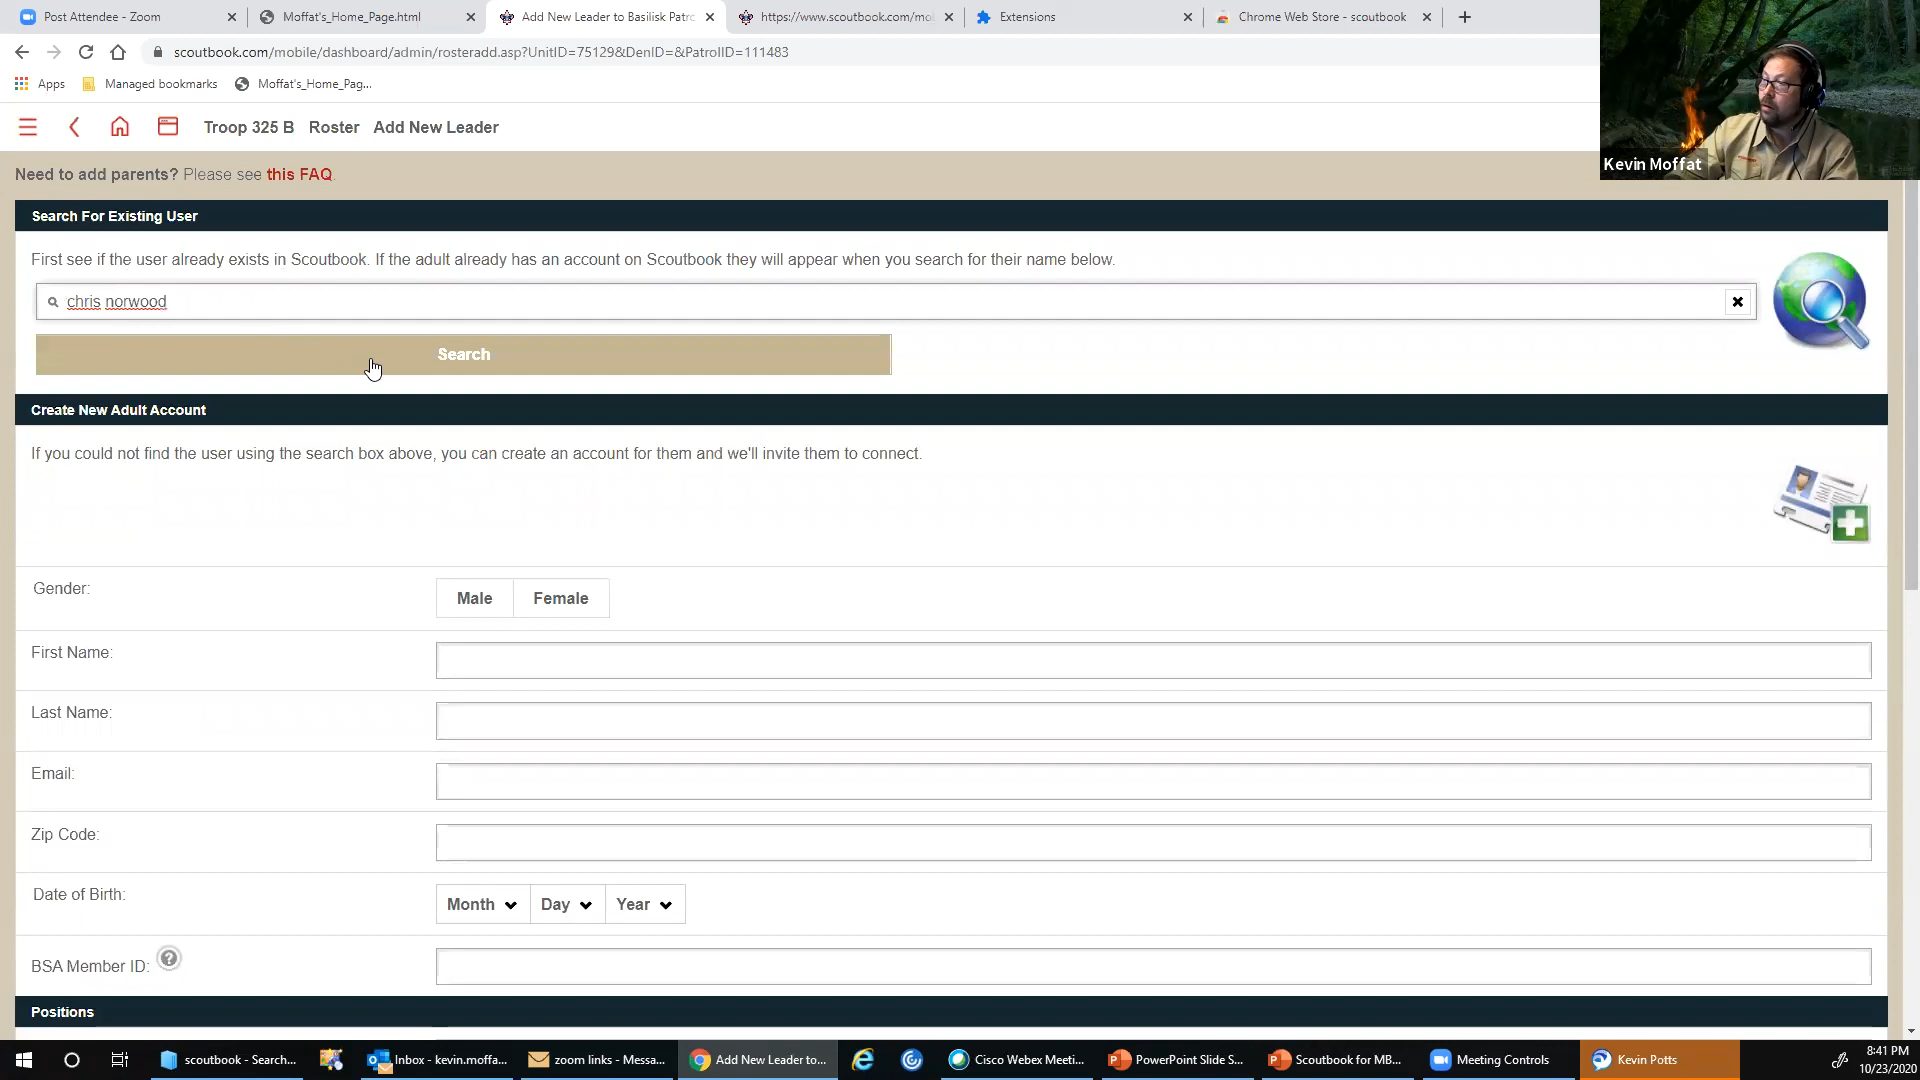 Post Attendee - Zoom
Moffat's_Home_Page.html
Add New Leader to Basilisk Patro
https://www.scoutbook.com/mob
Extensions
Chrome Web Store - scoutbook
scoutbook.com/mobile/dashboard/admin/rosteradd.asp?UnitID=75129&DenID=&PatrolID=111483
Apps
Managed bookmarks
Moffat's_Home_Pag...
Troop 325 B Roster Add New Leader
Kevin Moffat
Need to add parents? Please see this FAQ.
Search For Existing User
First see if the user already exists in Scoutbook. If the adult already has an account on Scoutbook they will appear when you search for their name below.
chris norwood
Search
Create New Adult Account
If you could not find the user using the search box above, you can create an account for them and we'll invite them to connect.
Gender:
Male Female
First Name:
Last Name:
Email:
Zip Code:
Date of Birth:
Month Day Year
BSA Member ID: ?
Positions
scoutbook - Search...
Inbox - kevin.moffa...
zoom links - Messa...
Add New Leader to...
Cisco Webex Meeti...
PowerPoint Slide S...
Scoutbook for MB...
Meeting Controls
Kevin Potts
8:41 PM
10/23/2020